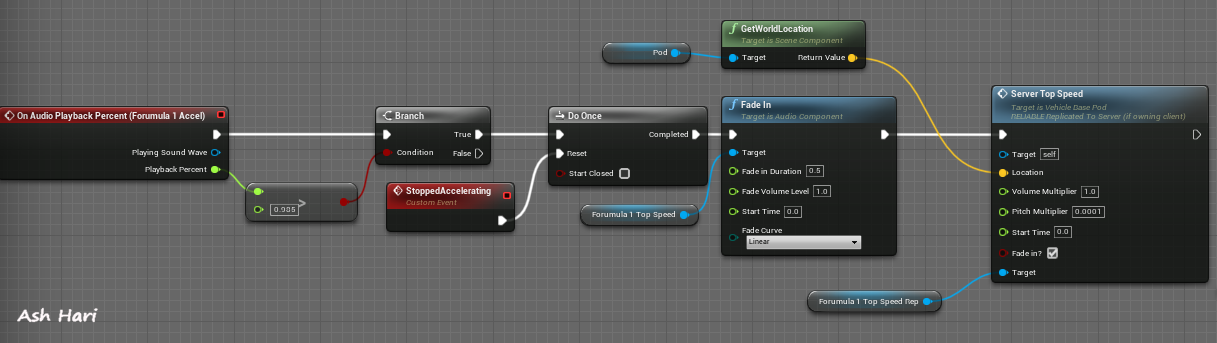 GetWorldLocation
Target is Scene Component
Pod
Target
Return Value
On Audio Playback Percent (Forumula 1 Accel)
Playing Sound Wave
Playback Percent
>
0.905
Branch
True
Condition
False
StoppedAccelerating
Custom Event
Do Once
Completed
Reset
Start Closed
Forumula 1 Top Speed
Fade In
Target is Audio Component
Target
Fade in Duration 0.5
Fade Volume Level 1.0
Start Time 0.0
Fade Curve
Linear
Server Top Speed
Target is Vehicle Base Pod
RELIABLE Replicated To Server (if owning client)
Target self
Location
Volume Multiplier 1.0
Pitch Multiplier 0.0001
Start Time 0.0
Fade in?
Target
Forumula 1 Top Speed Rep
Ash Hari